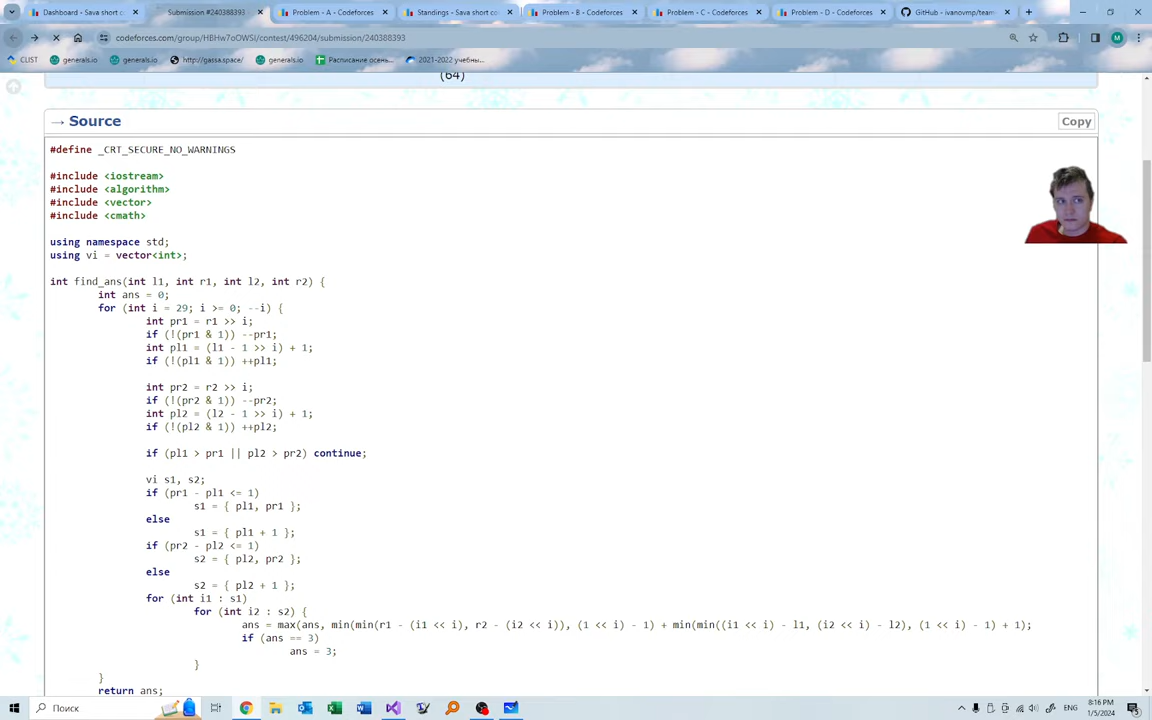 Dashboard - Sava short co
Submission #240388393
Problem - A - Codeforces
Standings - Sava short co
Problem - B - Codeforces
Problem - C - Codeforces
Problem - D - Codeforces
GitHub - ivanovmp/team
codeforces.com/group/HBHw7oOWSI/contest/496204/submission/240388393
M
CLIST
generals.io
generals.io
http://gassa.space/
generals.io
Расписание осень...
2021-2022 учебны...
(64)
→ Source
Copy
#define _CRT_SECURE_NO_WARNINGS
#include <iostream>
#include <algorithm>
#include <vector>
#include <cmath>
using namespace std;
using vi = vector<int>;
int find_ans(int l1, int r1, int l2, int r2) {
int ans = 0;
for (int i = 29; i >= 0; --i) {
int pr1 = r1 >> i;
if (!(pr1 & 1)) --pr1;
int pl1 = (l1 - 1 >> i) + 1;
if (!(pl1 & 1)) ++pl1;
int pr2 = r2 >> i;
if (!(pr2 & 1)) --pr2;
int pl2 = (l2 - 1 >> i) + 1;
if (!(pl2 & 1)) ++pl2;
if (pl1 > pr1 || pl2 > pr2) continue;
vi s1, s2;
if (pr1 - pl1 <= 1)
s1 = { pl1, pr1 };
else
s1 = { pl1 + 1 };
if (pr2 - pl2 <= 1)
s2 = { pl2, pr2 };
else
s2 = { pl2 + 1 };
for (int i1 : s1)
for (int i2 : s2) {
ans = max(ans, min(min(r1 - (i1 << i), r2 - (i2 << i)), (1 << i) - 1) + min(min((i1 << i) - l1, (i2 << i) - l2), (1 << i) - 1) + 1);
if (ans == 3)
ans = 3;
}
}
return ans;
Поиск
ENG
8:16 PM
1/5/2024